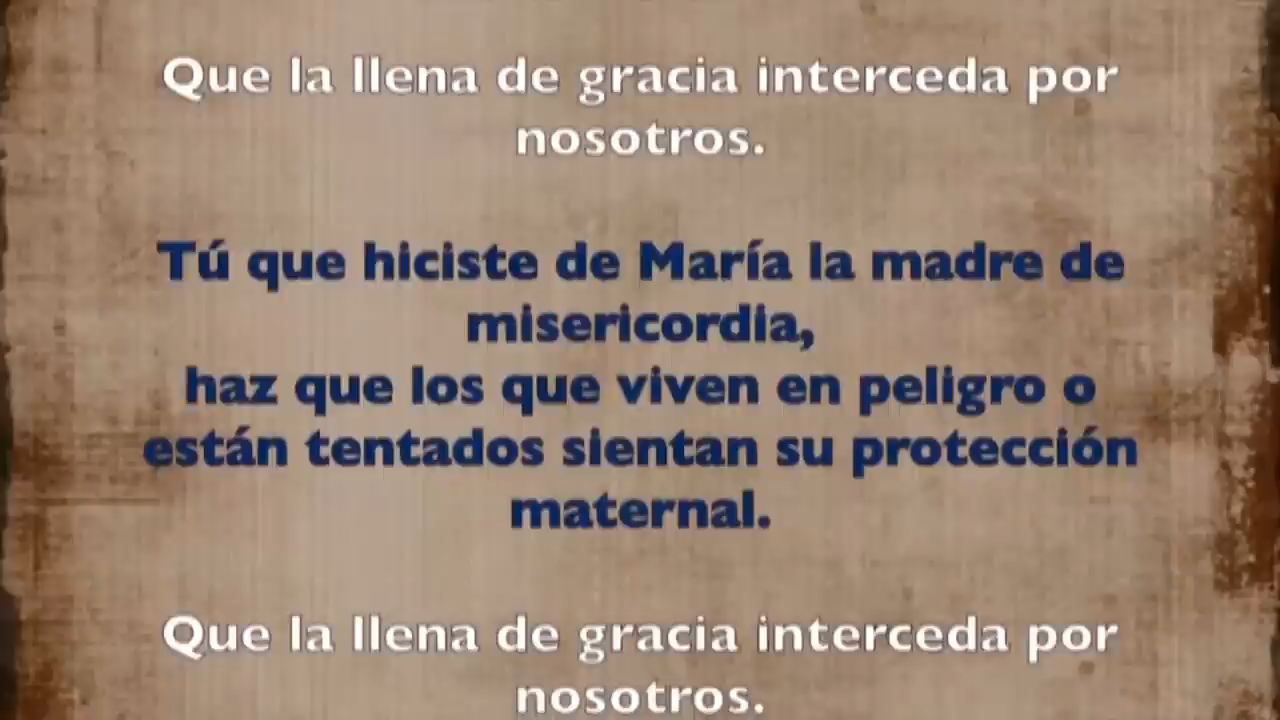 Que la llena de gracia interceda por
nosotros.
Tú que hiciste de María la madre de
misericordia,
haz que los que viven en peligro o
están tentados sientan su protección
maternal.
Que la llena de gracia interceda por
nosotros.